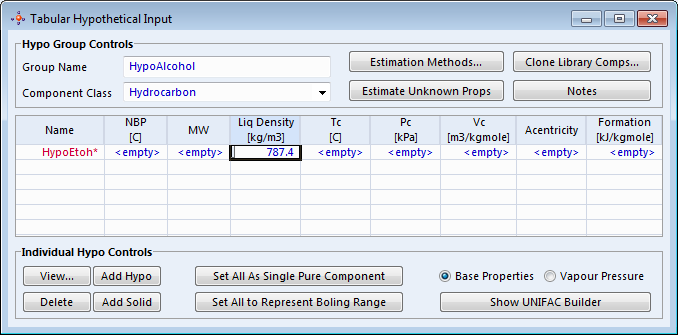 Tabular Hypothetical Input
Hypo Group Controls
Group Name HypoAlcohol Estimation Methods... Clone Library Comps...
Component Class Hydrocarbon Estimate Unknown Props Notes
Name NBP [C] MW Liq Density [kg/m3] Tc [C] Pc [kPa] Vc [m3/kgmole] Acentricity Formation [kJ/kgmole]
HypoEtoh* <empty> <empty> 787.4 <empty> <empty> <empty> <empty> <empty>
Individual Hypo Controls
View... Add Hypo Set All As Single Pure Component Base Properties Vapour Pressure
Delete Add Solid Set All to Represent Boling Range Show UNIFAC Builder